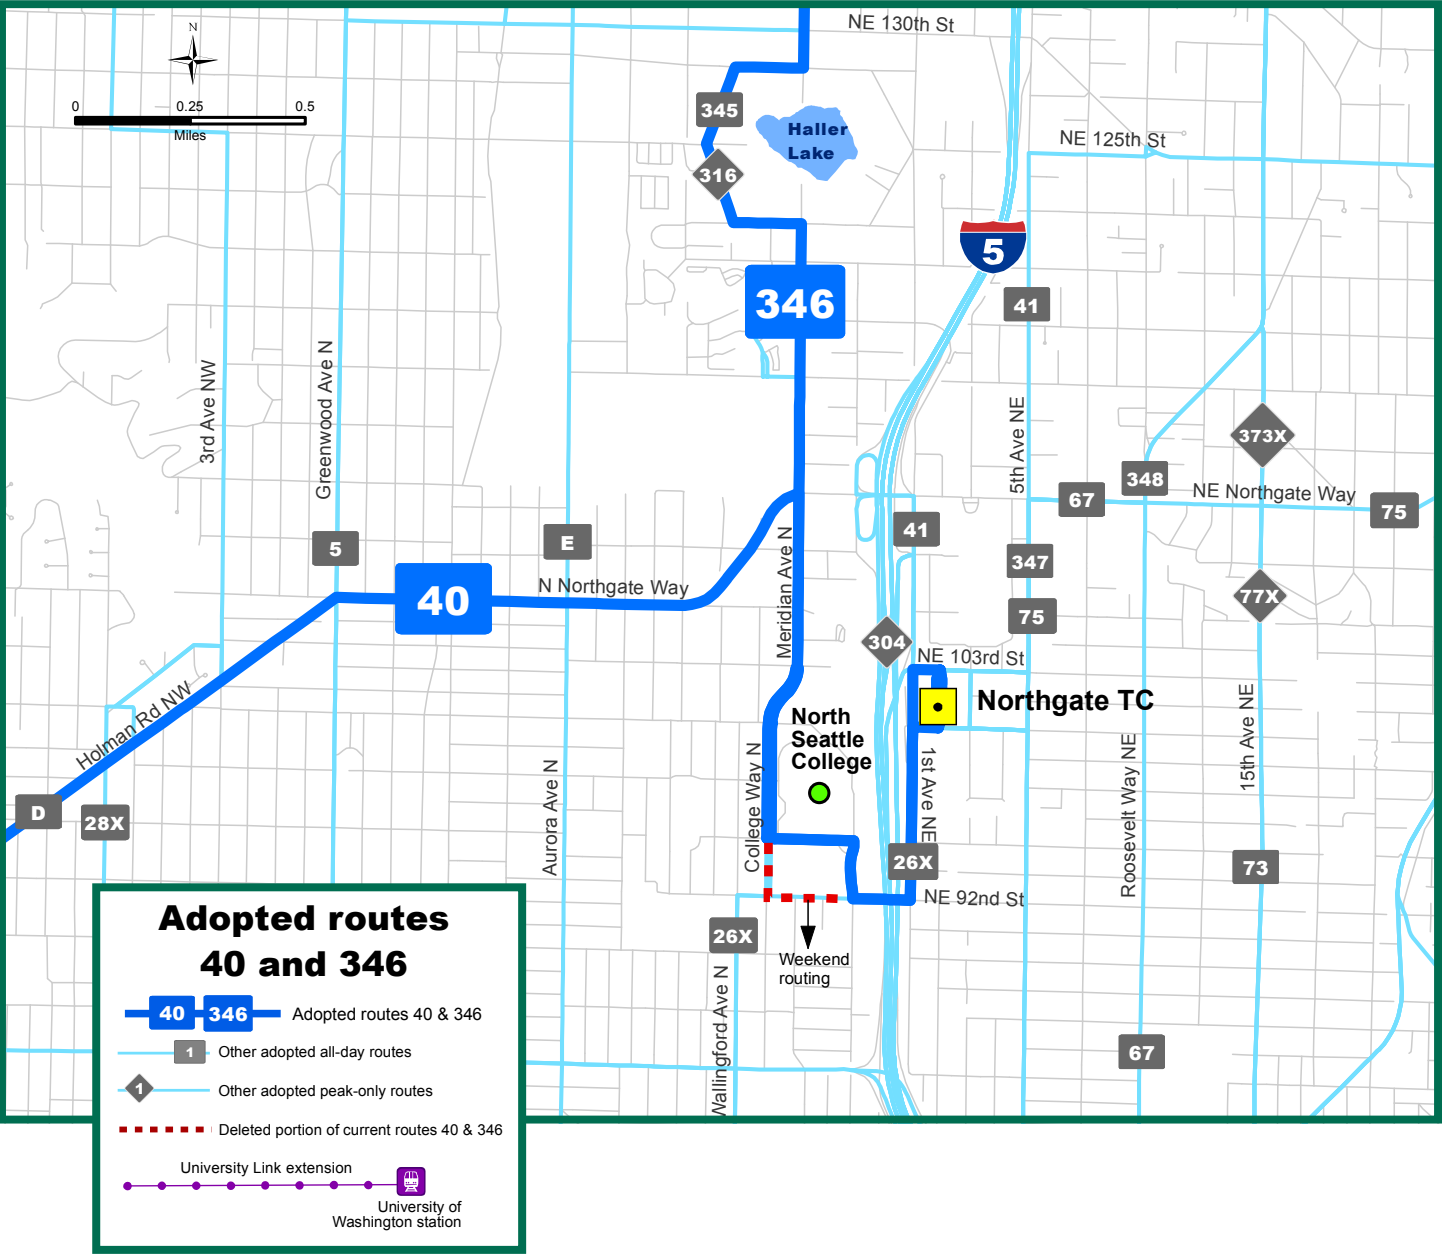 NE 130th St
N
0 0.25 0.5
Miles
345
Haller
Lake
316
NE 125th St
5
346
41
3rd Ave NW
Greenwood Ave N
5th Ave NE
373X
348
NE Northgate Way
67
75
5
E
41
40
N Northgate Way
Meridian Ave N
347
75
77X
304
NE 103rd St
Northgate TC
Holman Rd NW
North
Seattle
College
D
28X
Aurora Ave N
College Way N
1st Ave NE
Roosevelt Way NE
15th Ave NE
26X
73
NE 92nd St
26X
Weekend
routing
Wallingford Ave N
67
Adopted routes
40 and 346
40 346 Adopted routes 40 & 346
1 Other adopted all-day routes
1 Other adopted peak-only routes
Deleted portion of current routes 40 & 346
University Link extension
University of
Washington station